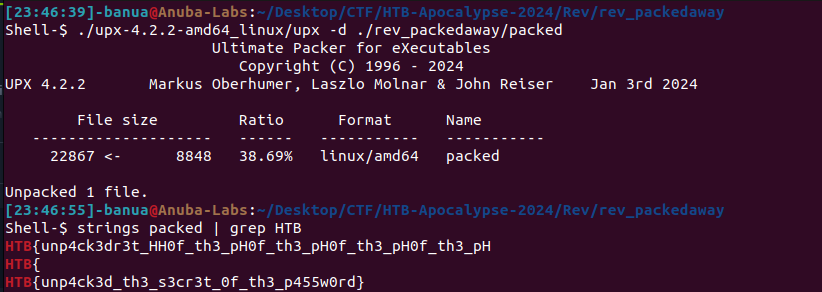 [23:46:39]-banua@Anuba-Labs:~/Desktop/CTF/HTB-Apocalypse-2024/Rev/rev_packedaway
Shell-$ ./upx-4.2.2-amd64_linux/upx -d ./rev_packedaway/packed
Ultimate Packer for eXecutables
Copyright (C) 1996 - 2024
UPX 4.2.2 Markus Oberhumer, Laszlo Molnar & John Reiser Jan 3rd 2024
File size Ratio Format Name
-------------------- ------ ----------- -----------
22867 <- 8848 38.69% linux/amd64 packed
Unpacked 1 file.
[23:46:55]-banua@Anuba-Labs:~/Desktop/CTF/HTB-Apocalypse-2024/Rev/rev_packedaway
Shell-$ strings packed | grep HTB
HTB{unp4ck3dr3t_HH0f_th3_pH0f_th3_pH0f_th3_pH0f_th3_pH
HTB{
HTB{unp4ck3d_th3_s3cr3t_0f_th3_p455w0rd}